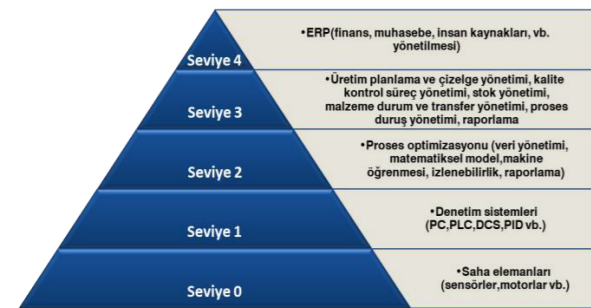 Seviye 4
•ERP(finans, muhasebe, insan kaynakları, vb.
yönetilmesi)
Seviye 3
•Üretim planlama ve çizelge yönetimi, kalite
kontrol süreç yönetimi, stok yönetimi,
malzeme durum ve transfer yönetimi, proses
duruş yönetimi, raporlama
Seviye 2
•Proses optimizasyonu (veri yönetimi,
matematiksel model,makine
öğrenmesi, izlenebilirlik, raporlama)
Seviye 1
•Denetim sistemleri
(PC,PLC,DCS,PID vb.)
Seviye 0
•Saha elemanları
(sensörler,motorlar vb.)